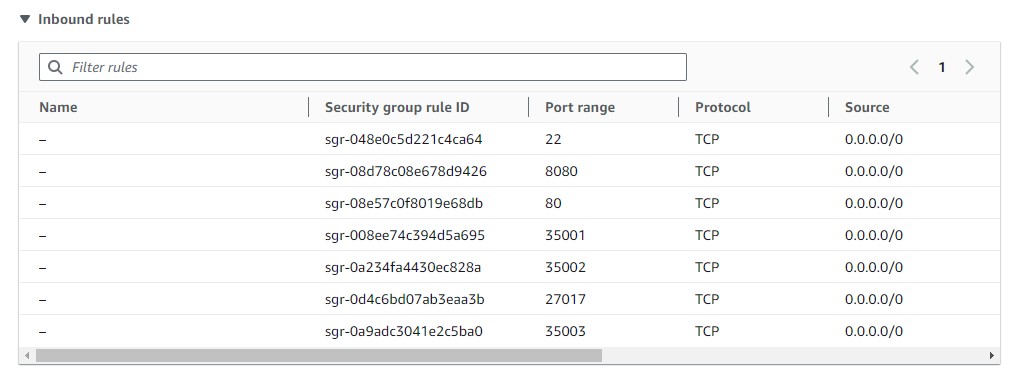 Inbound rules
Filter rules
1
Name Security group rule ID Port range Protocol Source
– sgr-048e0c5d221c4ca64 22 TCP 0.0.0.0/0
– sgr-08d78c08e678d9426 8080 TCP 0.0.0.0/0
– sgr-08e57c0f8019e68db 80 TCP 0.0.0.0/0
– sgr-008ee74c394d5a695 35001 TCP 0.0.0.0/0
– sgr-0a234fa4430ec828a 35002 TCP 0.0.0.0/0
– sgr-0d4c6bd07ab3eaa3b 27017 TCP 0.0.0.0/0
– sgr-0a9adc3041e2c5ba0 35003 TCP 0.0.0.0/0